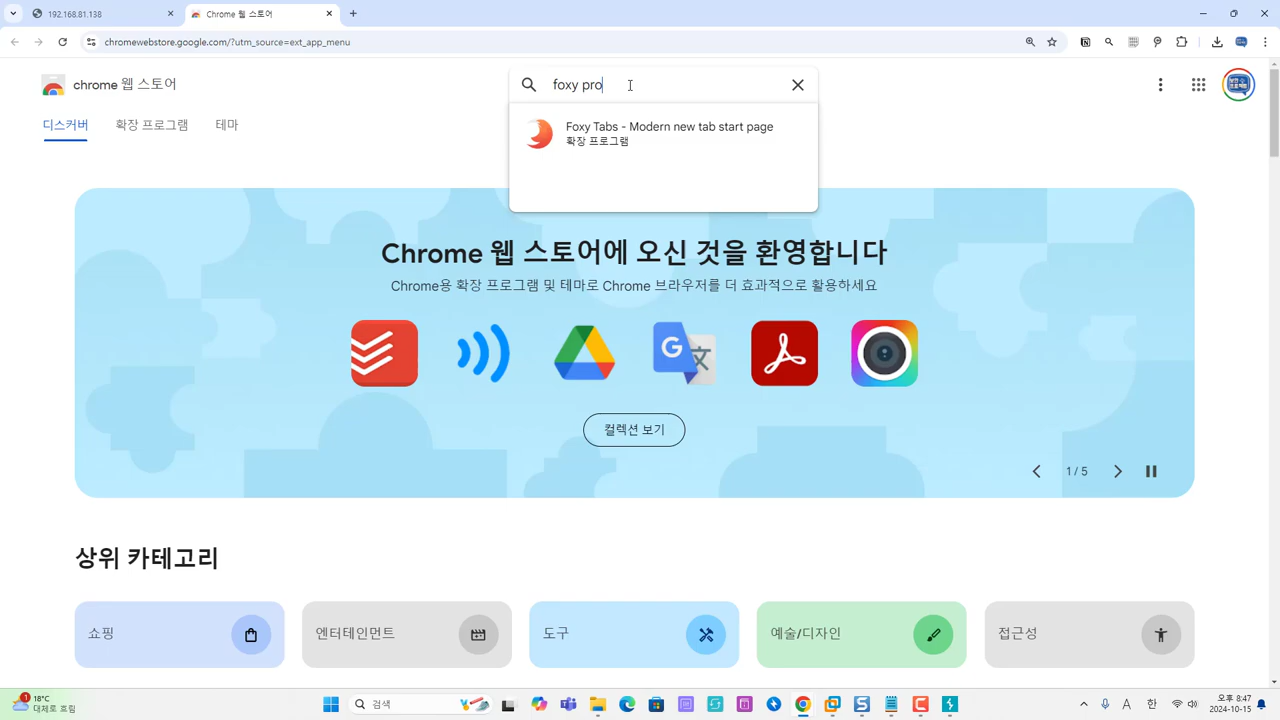 192.168.81.138
Chrome 웹 스토어
chromewebstore.google.com/?utm_source=ext_app_menu
chrome 웹 스토어
foxy pro
디스커버
확장 프로그램
테마
Foxy Tabs - Modern new tab start page
확장 프로그램
Chrome 웹 스토어에 오신 것을 환영합니다
Chrome용 확장 프로그램 및 테마로 Chrome 브라우저를 더 효과적으로 활용하세요
컬렉션 보기
1 / 5
상위 카테고리
쇼핑
엔터테인먼트
도구
예술/디자인
접근성
1
18°C
대체로 흐림
검색
A
한
오후 8:47
2024-10-15